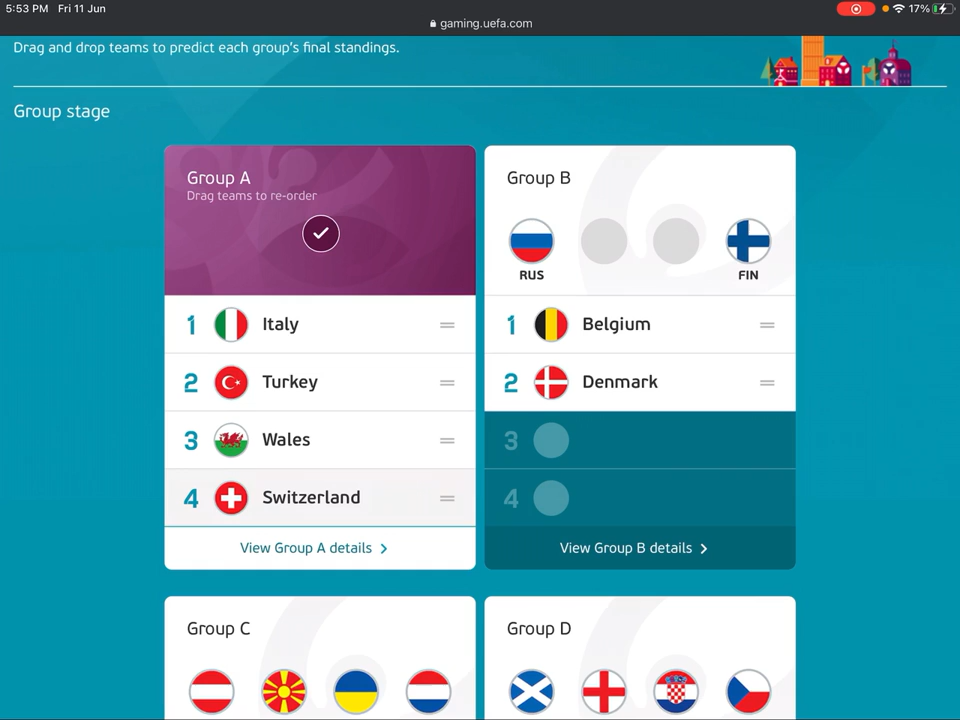 5:53 PM Fri 11 Jun
17%
gaming.uefa.com
Drag and drop teams to predict each group's final standings.
Group stage
Group A
Drag teams to re-order
1 Italy
2 Turkey
3 Wales
4 Switzerland
View Group A details
Group B
RUS FIN
1 Belgium
2 Denmark
3
4
View Group B details
Group C
Group D